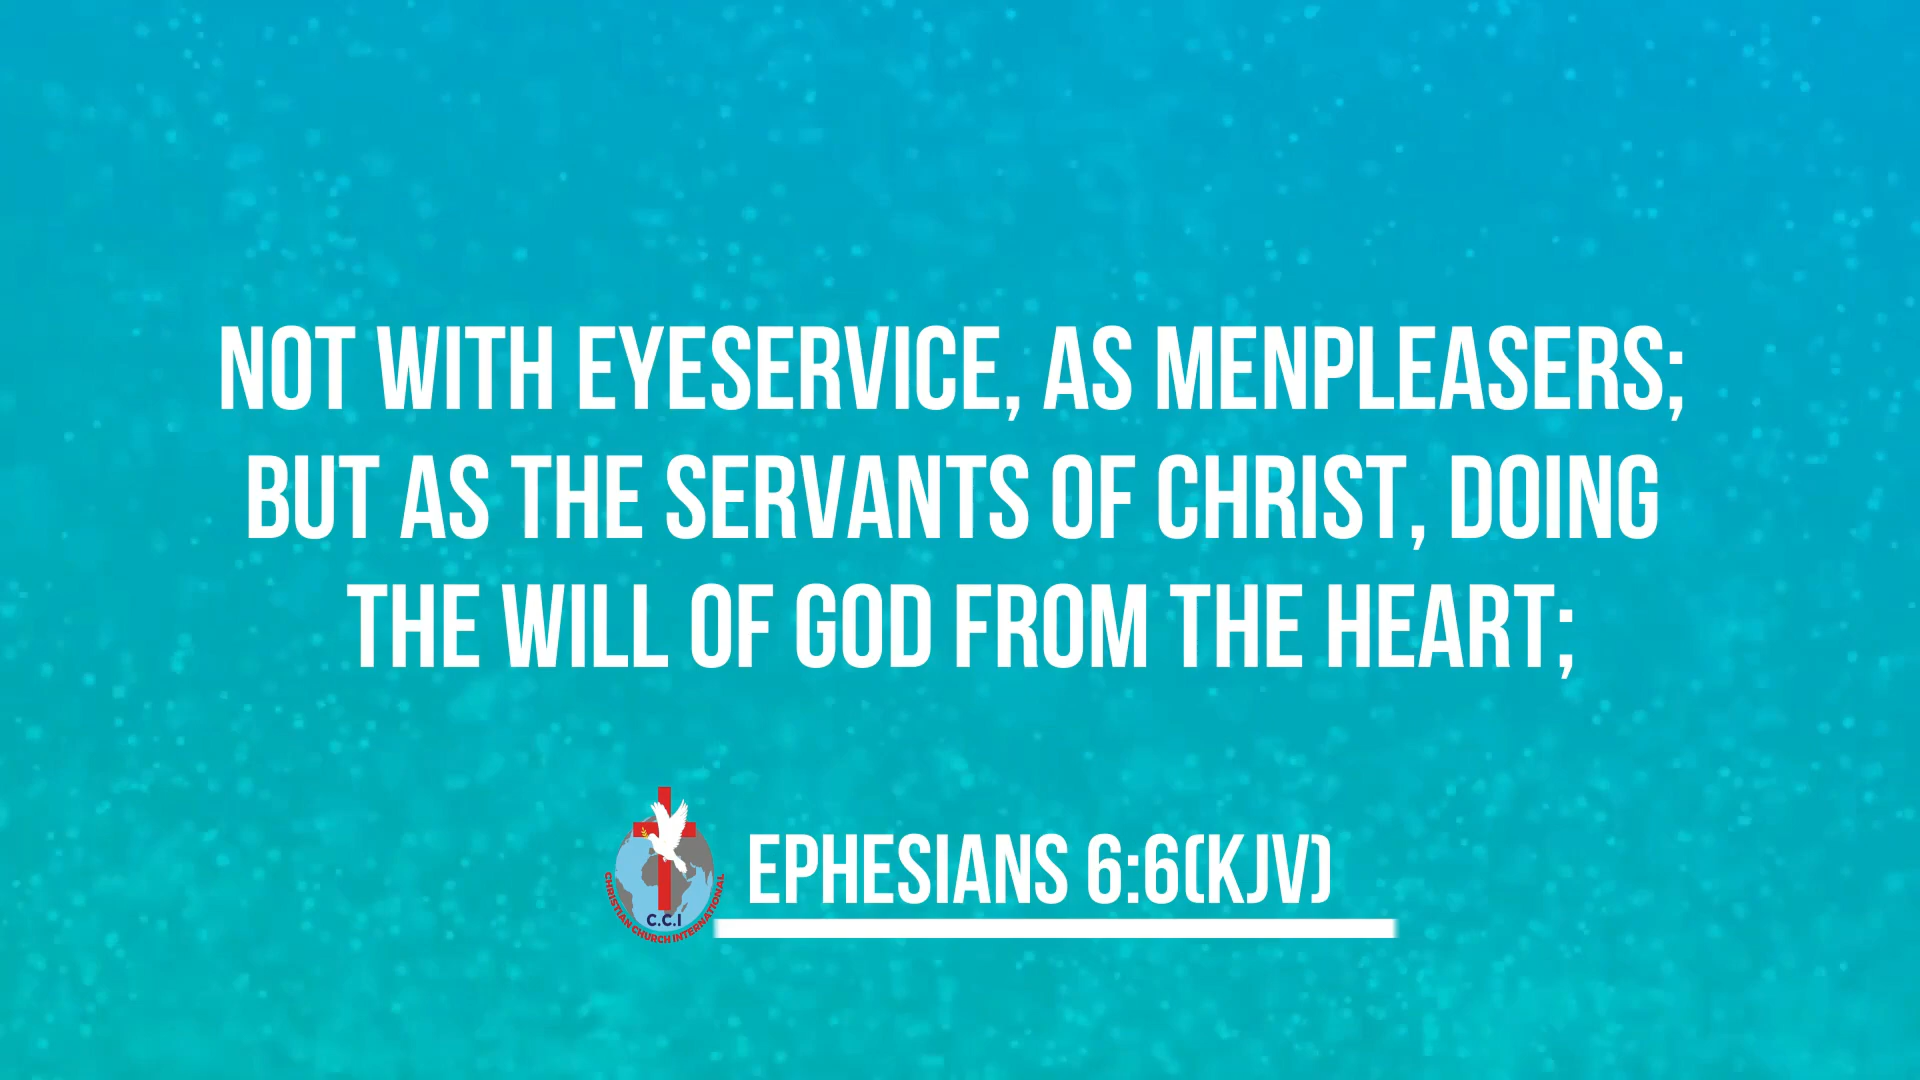 NOT WITH EYESERVICE, AS MENPLEASERS;
BUT AS THE SERVANTS OF CHRIST, DOING
THE WILL OF GOD FROM THE HEART;
EPHESIANS 6:6(KJV)
C.C.I
CHRISTIAN CHURCH INTERNATIONAL